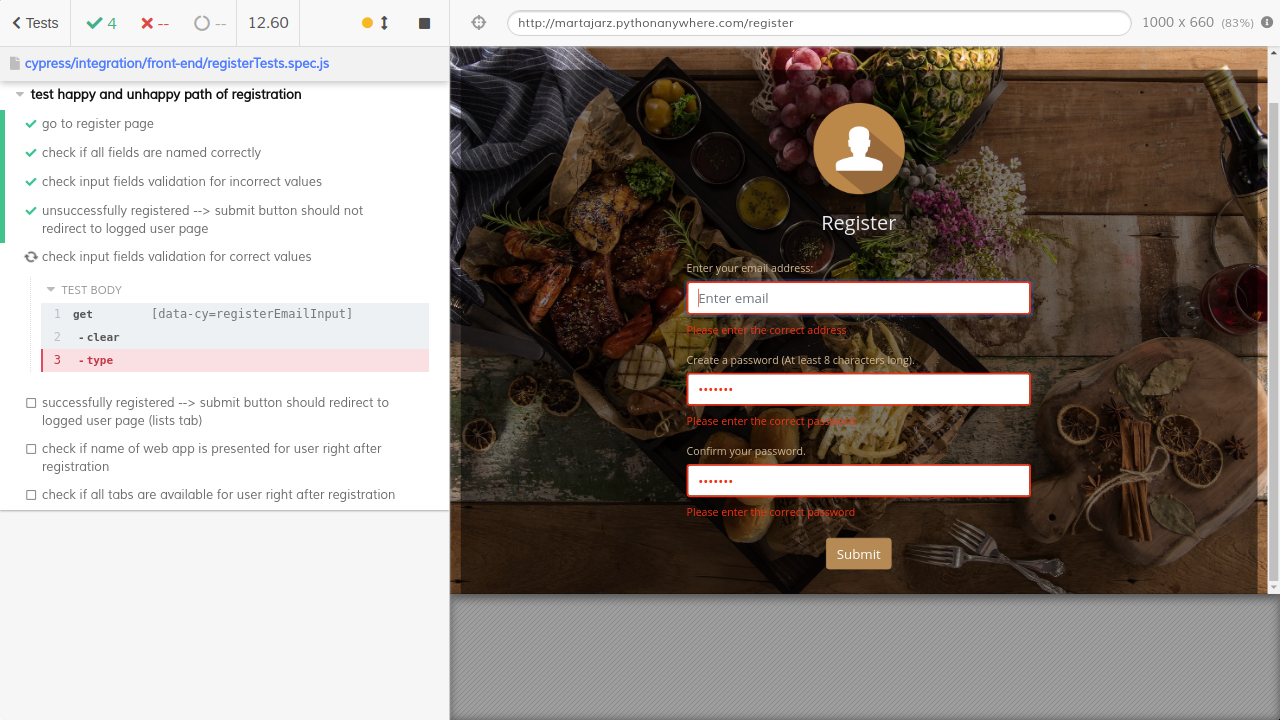 Tests
4
--
--
12.60
http://martajarz.pythonanywhere.com/register
1000 x 660 (83%)
cypress/integration/front-end/registerTests.spec.js
test happy and unhappy path of registration
go to register page
check if all fields are named correctly
check input fields validation for incorrect values
unsuccessfully registered --> submit button should not
redirect to logged user page
check input fields validation for correct values
TEST BODY
1 get [data-cy=registerEmailInput]
2 - clear
3 - type
successfully registered --> submit button should redirect to
logged user page (lists tab)
check if name of web app is presented for user right after
registration
check if all tabs are available for user right after registration
Register
Enter your email address:
Enter email
Please enter the correct address
Create a password (At least 8 characters long).
•••••••
Please enter the correct password
Confirm your password.
•••••••
Please enter the correct password
Submit